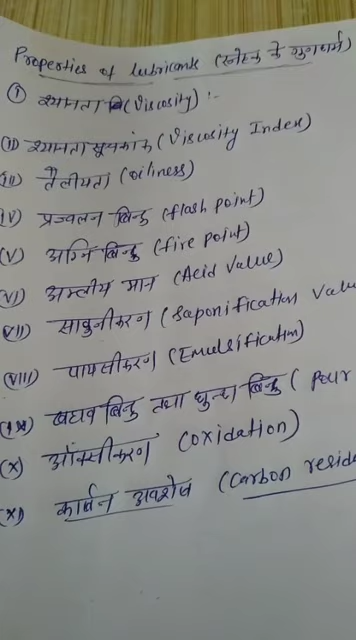 Properties of lubricants (स्नेहक के गुणधर्म)
(I) श्यानता (Viscosity) :-
(II) श्यानता सूचकांक (Viscosity Index)
(III) तैलीयता (Oiliness)
(IV) प्रज्वलन बिन्दु (flash point)
(V) अग्नि बिन्दु (fire point)
(VI) अम्लीय मान (Acid Value)
(VII) साबुनीकरण (Saponification Valu
(VIII) पायसीकरण (Emulsification)
(IX) बहाव बिन्दु तथा धुन्ध बिन्दु (Pour
(X) ऑक्सीकरण (Oxidation)
(XI) कार्बन अवशेष (Carbon resid